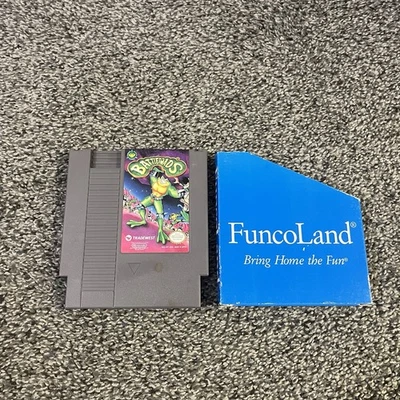 BATTLETOADS
TRADEWEST
FuncoLand®
Bring Home the Fun®